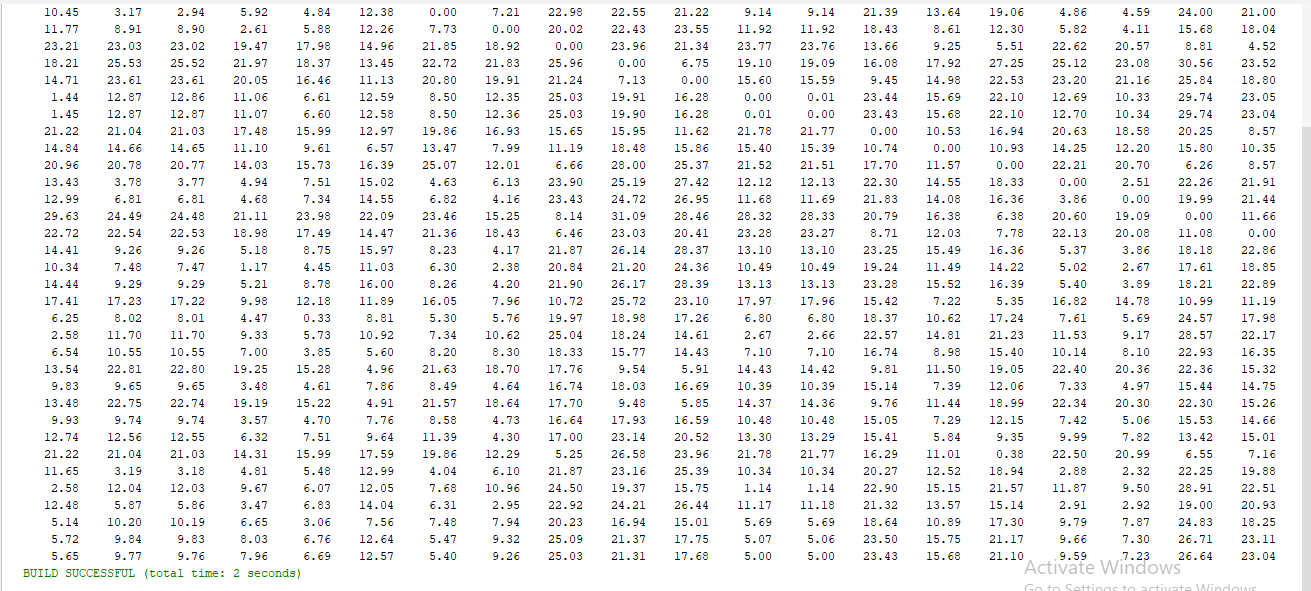 10.45 3.17 2.94 5.92 4.84 12.38 0.00 7.21 22.98 22.55 21.22 9.14 9.14 21.39 13.64 19.06 4.86 4.59 24.00 21.00
11.77 8.91 8.90 2.61 5.88 12.26 7.73 0.00 20.02 22.43 23.55 11.92 11.92 18.43 8.61 12.30 5.82 4.11 15.68 18.04
23.21 23.03 23.02 19.47 17.98 14.96 21.85 18.92 0.00 23.96 21.34 23.77 23.76 13.66 9.25 5.51 22.62 20.57 8.81 4.52
18.21 25.53 25.52 21.97 18.37 13.45 22.72 21.83 25.96 0.00 6.75 19.10 19.09 16.08 17.92 27.25 25.12 23.08 30.56 23.52
14.71 23.61 23.61 20.05 16.46 11.13 20.80 19.91 21.24 7.13 0.00 15.60 15.59 9.45 14.98 22.53 23.20 21.16 25.84 18.80
1.44 12.87 12.86 11.06 6.61 12.59 8.50 12.35 25.03 19.91 16.28 0.00 0.01 23.44 15.69 22.10 12.69 10.33 29.74 23.05
1.45 12.87 12.87 11.07 6.60 12.58 8.50 12.36 25.03 19.90 16.28 0.01 0.00 23.43 15.68 22.10 12.70 10.34 29.74 23.04
21.22 21.04 21.03 17.48 15.99 12.97 19.86 16.93 15.65 15.95 11.62 21.78 21.77 0.00 10.53 16.94 20.63 18.58 20.25 8.57
14.84 14.66 14.65 11.10 9.61 6.57 13.47 7.99 11.19 18.48 15.86 15.40 15.39 10.74 0.00 10.93 14.25 12.20 15.80 10.35
20.96 20.78 20.77 14.03 15.73 16.39 25.07 12.01 6.66 28.00 25.37 21.52 21.51 17.70 11.57 0.00 22.21 20.70 6.26 8.57
13.43 3.78 3.77 4.94 7.51 15.02 4.63 6.13 23.90 25.19 27.42 12.12 12.13 22.30 14.55 18.33 0.00 2.51 22.26 21.91
12.99 6.81 6.81 4.68 7.34 14.55 6.82 4.16 23.43 24.72 26.95 11.68 11.69 21.83 14.08 16.36 3.86 0.00 19.99 21.44
29.63 24.49 24.48 21.11 23.98 22.09 23.46 15.25 8.14 31.09 28.46 28.32 28.33 20.79 16.38 6.38 20.60 19.09 0.00 11.66
22.72 22.54 22.53 18.98 17.49 14.47 21.36 18.43 6.46 23.03 20.41 23.28 23.27 8.71 12.03 7.78 22.13 20.08 11.08 0.00
14.41 9.26 9.26 5.18 8.75 15.97 8.23 4.17 21.87 26.14 28.37 13.10 13.10 23.25 15.49 16.36 5.37 3.86 18.18 22.86
10.34 7.48 7.47 1.17 4.45 11.03 6.30 2.38 20.84 21.20 24.36 10.49 10.49 19.24 11.49 14.22 5.02 2.67 17.61 18.85
14.44 9.29 9.29 5.21 8.78 16.00 8.26 4.20 21.90 26.17 28.39 13.13 13.13 23.28 15.52 16.39 5.40 3.89 18.21 22.89
17.41 17.23 17.22 9.98 12.18 11.89 16.05 7.96 10.72 25.72 23.10 17.97 17.96 15.42 7.22 5.35 16.82 14.78 10.99 11.19
6.25 8.02 8.01 4.47 0.33 8.81 5.30 5.76 19.97 18.98 17.26 6.80 6.80 18.37 10.62 17.24 7.61 5.69 24.57 17.98
2.58 11.70 11.70 9.33 5.73 10.92 7.34 10.62 25.04 18.24 14.61 2.67 2.66 22.57 14.81 21.23 11.53 9.17 28.57 22.17
6.54 10.55 10.55 7.00 3.85 5.60 8.20 8.30 18.33 15.77 14.43 7.10 7.10 16.74 8.98 15.40 10.14 8.10 22.93 16.35
13.54 22.81 22.80 19.25 15.28 4.96 21.63 18.70 17.76 9.54 5.91 14.43 14.42 9.81 11.50 19.05 22.40 20.36 22.36 15.32
9.83 9.65 9.65 3.48 4.61 7.86 8.49 4.64 16.74 18.03 16.69 10.39 10.39 15.14 7.39 12.06 7.33 4.97 15.44 14.75
13.48 22.75 22.74 19.19 15.22 4.91 21.57 18.64 17.70 9.48 5.85 14.37 14.36 9.76 11.44 18.99 22.34 20.30 22.30 15.26
9.93 9.74 9.74 3.57 4.70 7.76 8.58 4.73 16.64 17.93 16.59 10.48 10.48 15.05 7.29 12.15 7.42 5.06 15.53 14.66
12.74 12.56 12.55 6.32 7.51 9.64 11.39 4.30 17.00 23.14 20.52 13.30 13.29 15.41 5.84 9.35 9.99 7.82 13.42 15.01
21.22 21.04 21.03 14.31 15.99 17.59 19.86 12.29 5.25 26.58 23.96 21.78 21.77 16.29 11.01 0.38 22.50 20.99 6.55 7.16
11.65 3.19 3.18 4.81 5.48 12.99 4.04 6.10 21.87 23.16 25.39 10.34 10.34 20.27 12.52 18.94 2.88 2.32 22.25 19.88
2.58 12.04 12.03 9.67 6.07 12.05 7.68 10.96 24.50 19.37 15.75 1.14 1.14 22.90 15.15 21.57 11.87 9.50 28.91 22.51
12.48 5.87 5.86 3.47 6.83 14.04 6.31 2.95 22.92 24.21 26.44 11.17 11.18 21.32 13.57 15.14 2.91 2.92 19.00 20.93
5.14 10.20 10.19 6.65 3.06 7.56 7.48 7.94 20.23 16.94 15.01 5.69 5.69 18.64 10.89 17.30 9.79 7.87 24.83 18.25
5.72 9.84 9.83 8.03 6.76 12.64 5.47 9.32 25.09 21.37 17.75 5.07 5.06 23.50 15.75 21.17 9.66 7.30 26.71 23.11
5.65 9.77 9.76 7.96 6.69 12.57 5.40 9.26 25.03 21.31 17.68 5.00 5.00 23.43 15.68 21.10 9.59 7.23 26.64 23.04
BUILD SUCCESSFUL (total time: 2 seconds)
Activate Windows
Go to Settings to activate Windows.